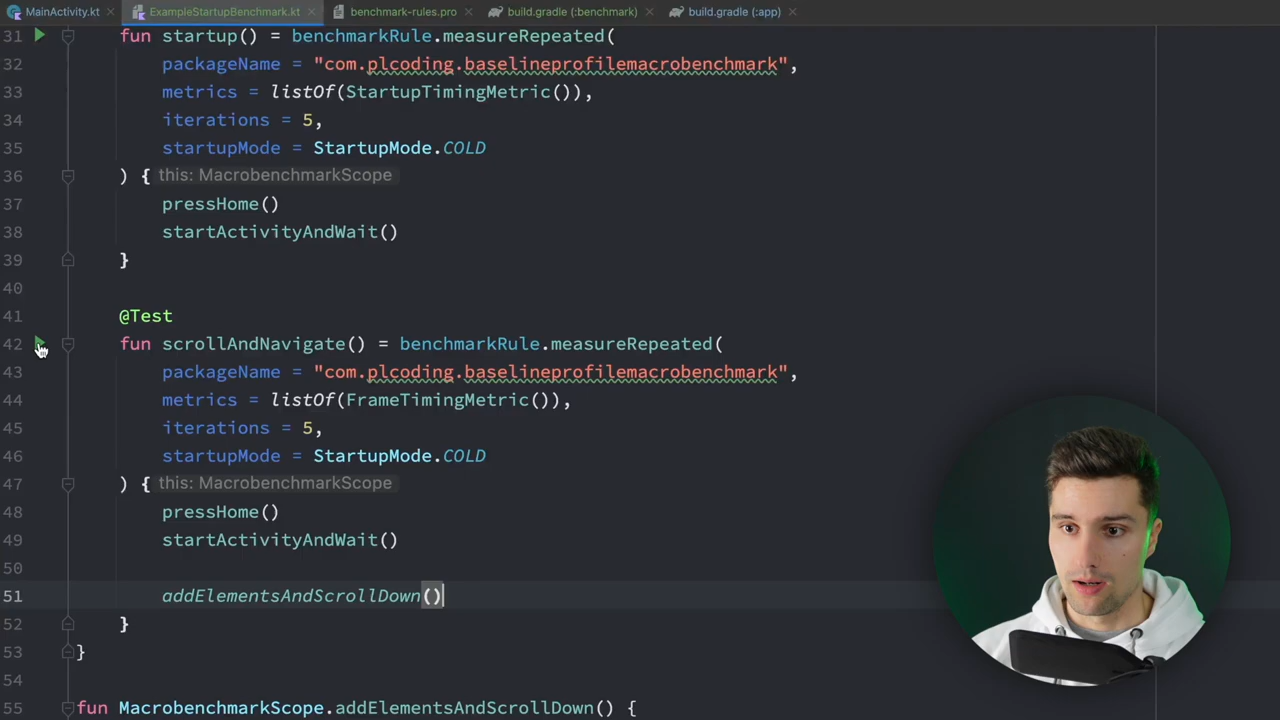 MainActivity.kt ExampleStartupBenchmark.kt benchmark-rules.pro build.gradle (:benchmark) build.gradle (:app)
31 fun startup() = benchmarkRule.measureRepeated(
32 packageName = "com.plcoding.baselineprofilemacrobenchmark",
33 metrics = listOf(StartupTimingMetric()),
34 iterations = 5,
35 startupMode = StartupMode.COLD
36 ) { this: MacrobenchmarkScope
37 pressHome()
38 startActivityAndWait()
39 }
40
41 @Test
42 fun scrollAndNavigate() = benchmarkRule.measureRepeated(
43 packageName = "com.plcoding.baselineprofilemacrobenchmark",
44 metrics = listOf(FrameTimingMetric()),
45 iterations = 5,
46 startupMode = StartupMode.COLD
47 ) { this: MacrobenchmarkScope
48 pressHome()
49 startActivityAndWait()
50
51 addElementsAndScrollDown()
52 }
53 }
54
55 fun MacrobenchmarkScope.addElementsAndScrollDown() {